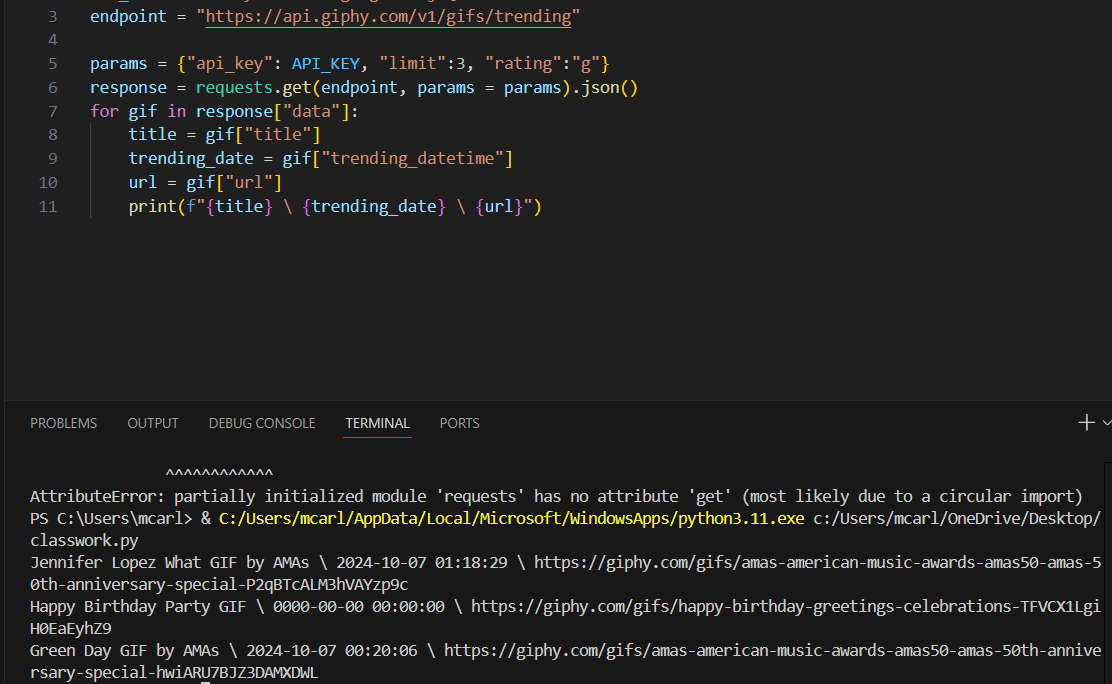 3 endpoint = "https://api.giphy.com/v1/gifs/trending"
4
5 params = {"api_key": API_KEY, "limit":3, "rating":"g"}
6 response = requests.get(endpoint, params = params).json()
7 for gif in response["data"]:
8 title = gif["title"]
9 trending_date = gif["trending_datetime"]
10 url = gif["url"]
11 print(f"{title} \ {trending_date} \ {url}")
PROBLEMS OUTPUT DEBUG CONSOLE TERMINAL PORTS
^^^^^^^^^^^^
AttributeError: partially initialized module 'requests' has no attribute 'get' (most likely due to a circular import)
PS C:\Users\mcarl> & C:/Users/mcarl/AppData/Local/Microsoft/WindowsApps/python3.11.exe c:/Users/mcarl/OneDrive/Desktop/
classwork.py
Jennifer Lopez What GIF by AMAs \ 2024-10-07 01:18:29 \ https://giphy.com/gifs/amas-american-music-awards-amas50-amas-5
0th-anniversary-special-P2qBTcALM3hVAYzp9c
Happy Birthday Party GIF \ 0000-00-00 00:00:00 \ https://giphy.com/gifs/happy-birthday-greetings-celebrations-TFVCX1Lgi
H0EaEyhZ9
Green Day GIF by AMAs \ 2024-10-07 00:20:06 \ https://giphy.com/gifs/amas-american-music-awards-amas50-amas-50th-annive
rsary-special-hwiARU7BJZ3DAMXDWL